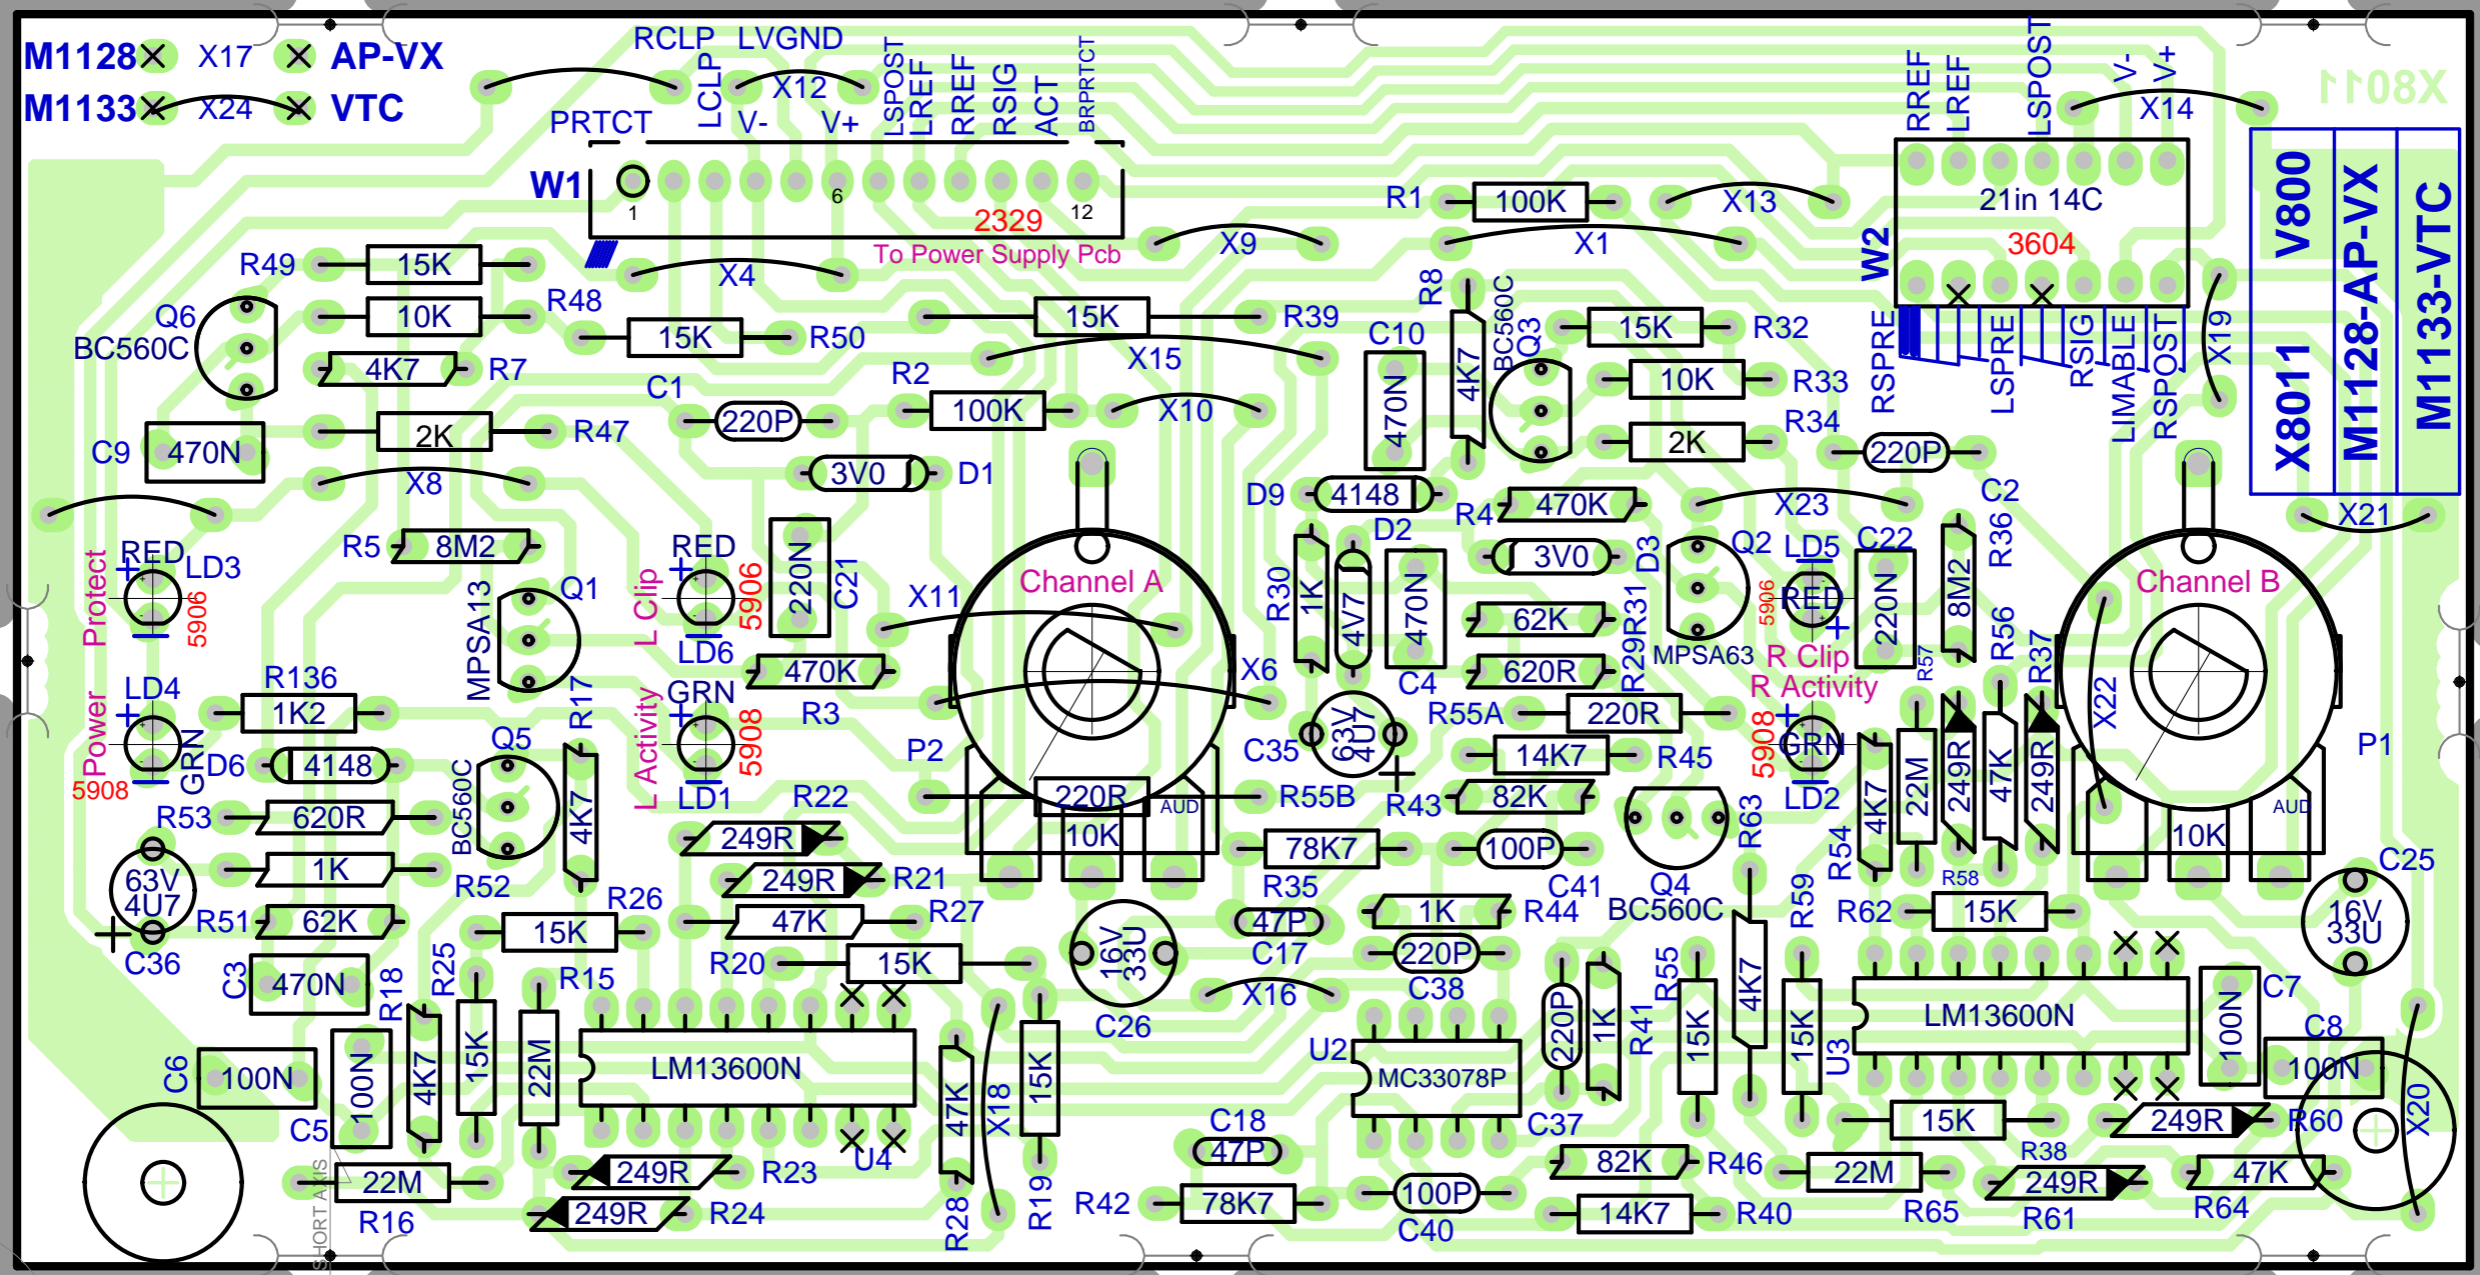 M1128 X17 AP-VX
M1133 X24 VTC
RCLP LVGND
LCLP X12 LSPOST LREF RREF RSIG ACT BRPRTCT
PRTCT V- V+
W1 1 6 12
2329
To Power Supply Pcb
X4
X9
R1 100K X13
X1
RREF LREF LSPOST V- V+
X14
X8011
21in 14C
W2 3604
RSPRE LSPRE RSIG LIMABLE RSPOST
X19
X8011 V800
M1128-AP-VX
M1133-VTC
R49 15K
Q6 10K R48
BC560C
4K7 R7
15K R50
15K R39
X15
C1 220P
R2 100K X10
C9 470N
2K R47
X8
3V0 D1
R8 4K7
C10 470N
BC560C Q3
15K R32
10K R33
2K R34
220P C2
D9 4148
D2
R4 470K
X23
X21
R5 8M2
Protect RED LD3
5906
MPSA13 Q1
L Clip RED 5906
LD6
220N C21
X11
Channel A
R30 1K
4V7
470N C4
3V0 D3
62K R31
620R R29
Q2 MPSA63
LD5 5906 RED
C22 220N
8M2 R36
R Clip
R Activity
R57
R56
R37
Channel B
X22
P1
Power LD4
5908 GRN
R136 1K2
D6 4148
R53 620R
63V
4U7
C36
1K R52
R51 62K
C3 470N
Q5 BC560C
R17 4K7
L Activity GRN 5908
LD1
470K R3
X6
P2
R22 249R
220R R55B
AUD
10K
249R R21
47K R27
R26 15K
R20 15K
C35 63V
4U7
R55A 220R
14K7 R45
R43 82K
78K7 R35
100P C41
47P C17
1K R44
220P C38
X16
16V
33U
C26
5908 GRN
LD2
Q4 BC560C
R63 4K7
R54 4K7
22M
249R
47K
249R
AUD
10K
R58
R62 15K
C25
16V
33U
R59 15K
R55 15K
220P C37
1K R41
U2 MC33078P
U3 LM13600N
C7 100N
C8 100N
X20
C6 100N
C5 100N
R18 4K7
R25 15K
R15 22M
LM13600N U4
47K R28
X18
15K R19
22M R16
SHORT AXIS
249R R23
249R R24
C18 47P
R42 78K7
100P C40
82K R46
14K7 R40
15K R38
22M R65
249R R60
249R R61
47K R64